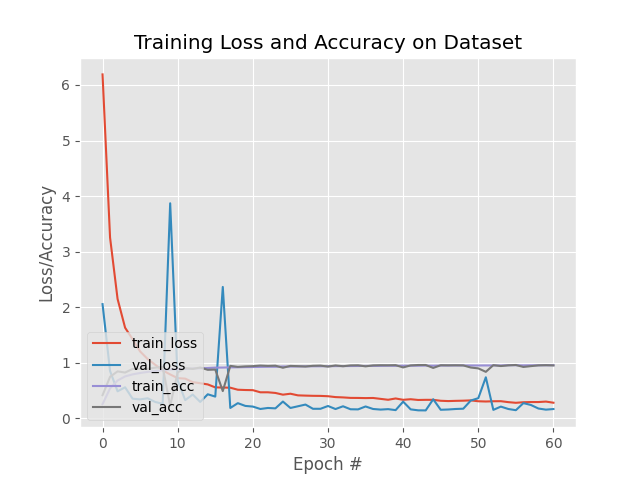 Training Loss and Accuracy on Dataset
Loss/Accuracy
6
5
4
3
2
1
0
train_loss
val_loss
train_acc
val_acc
0 10 20 30 40 50 60
Epoch #